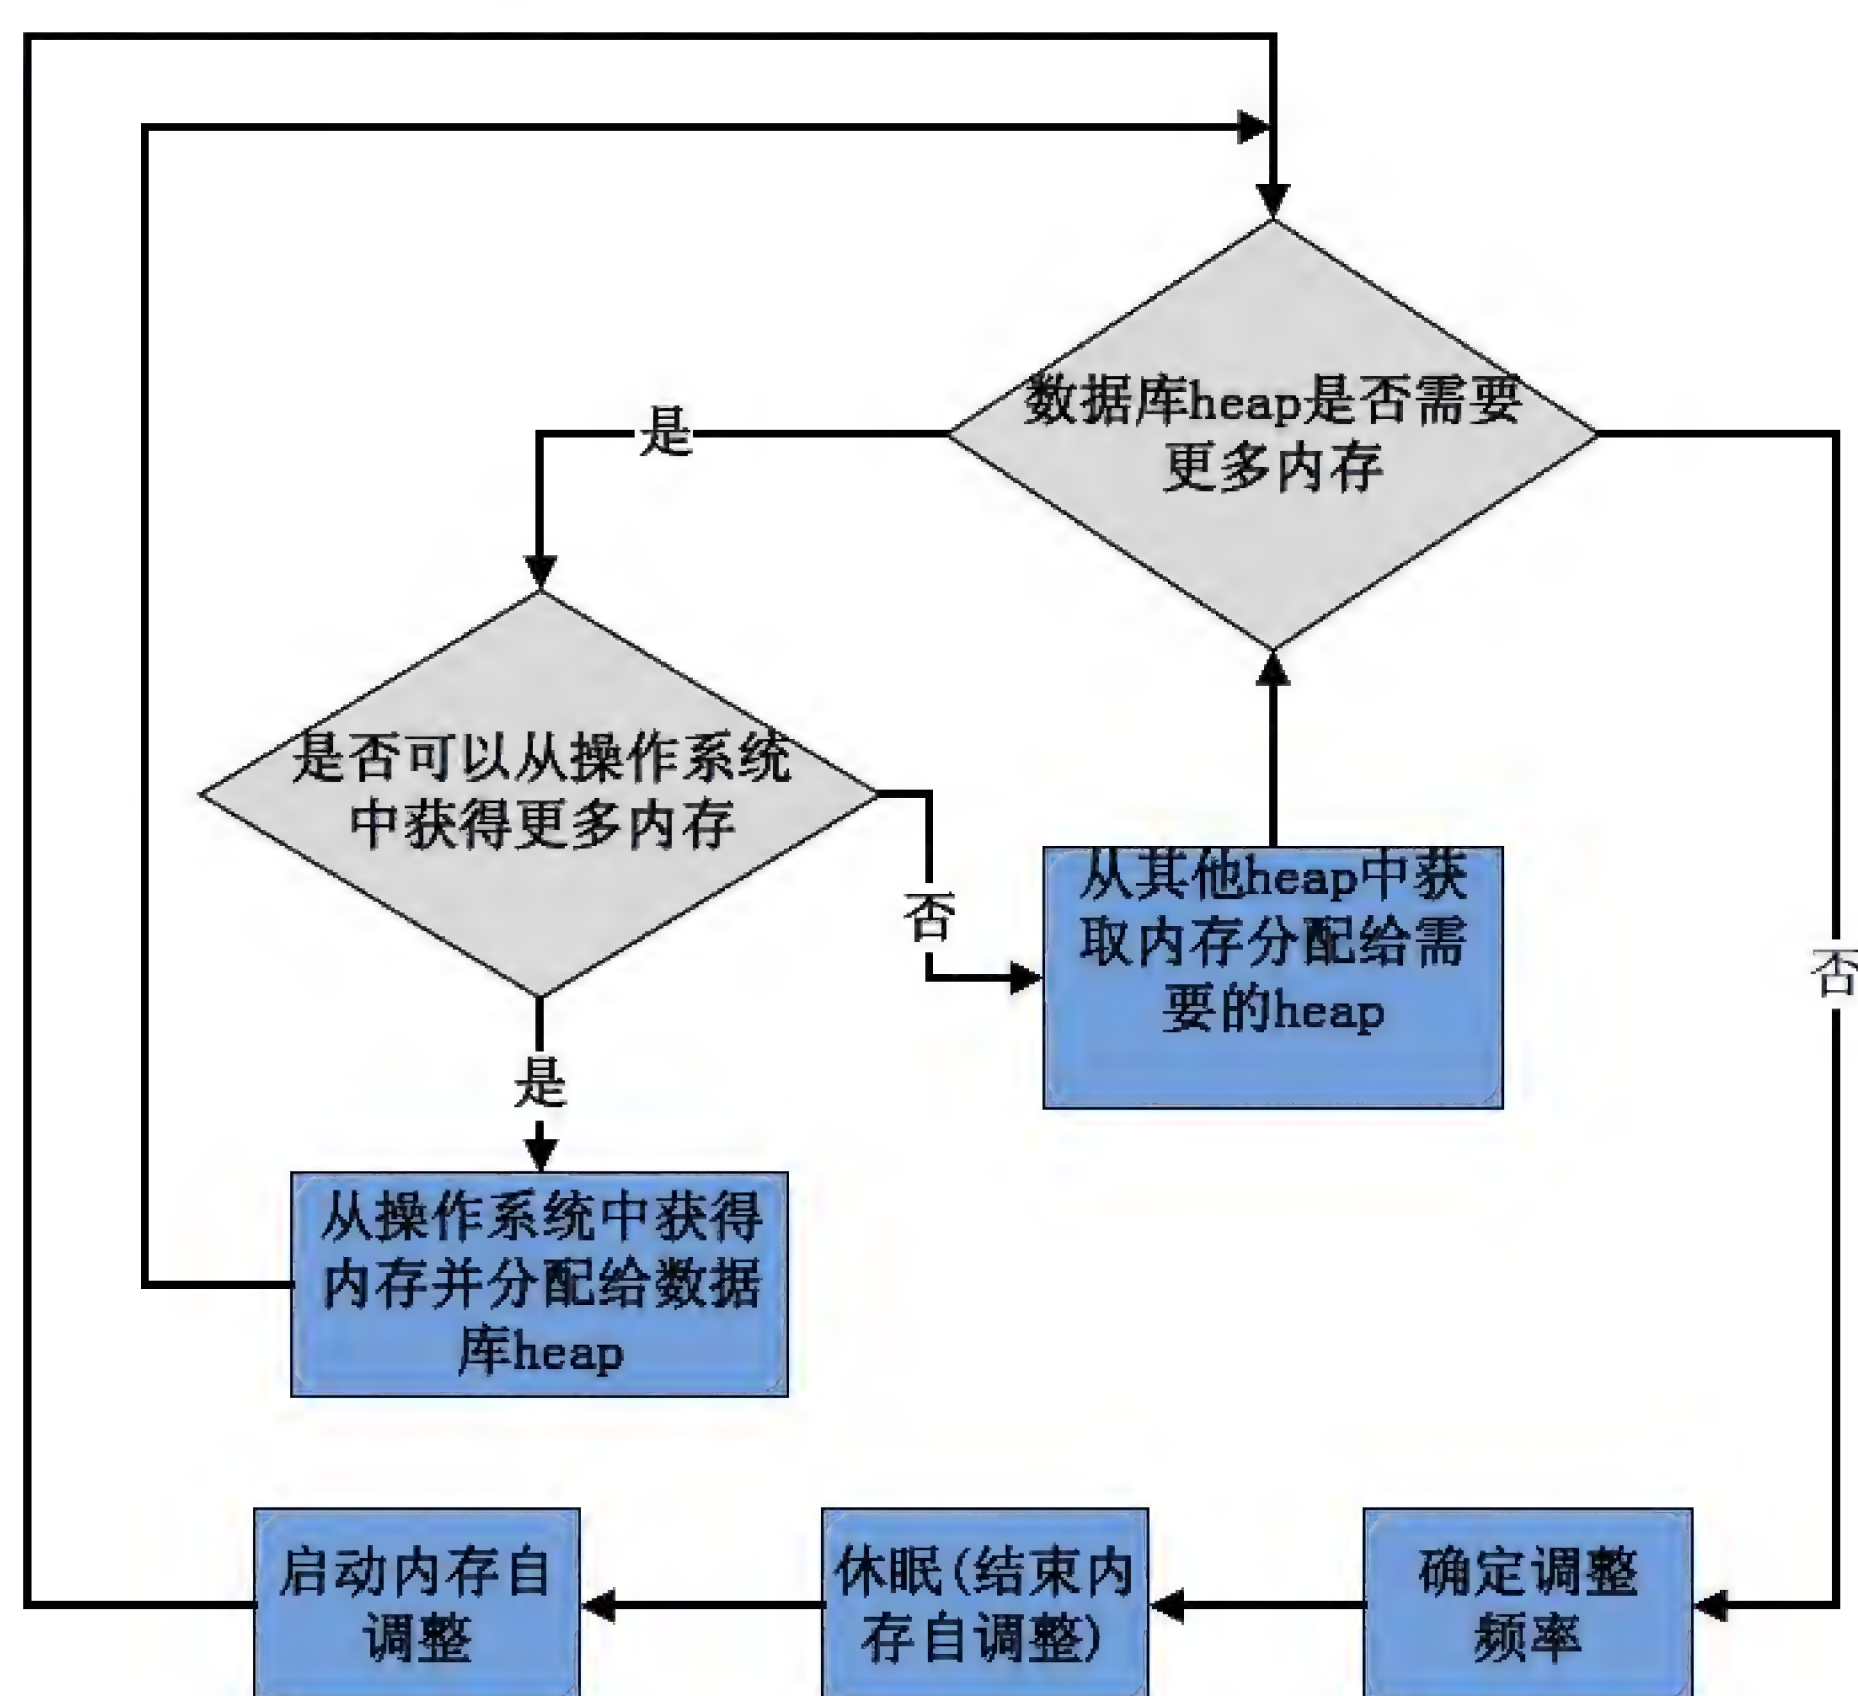 数据库heap是否需要
更多内存
是
是否可以从操作系统
中获得更多内存
否
从其他heap中获
取内存分配给需
要的heap
否
是
从操作系统中获得
内存并分配给数据
库heap
启动内存自
调整
休眠(结束内
存自调整)
确定调整
频率